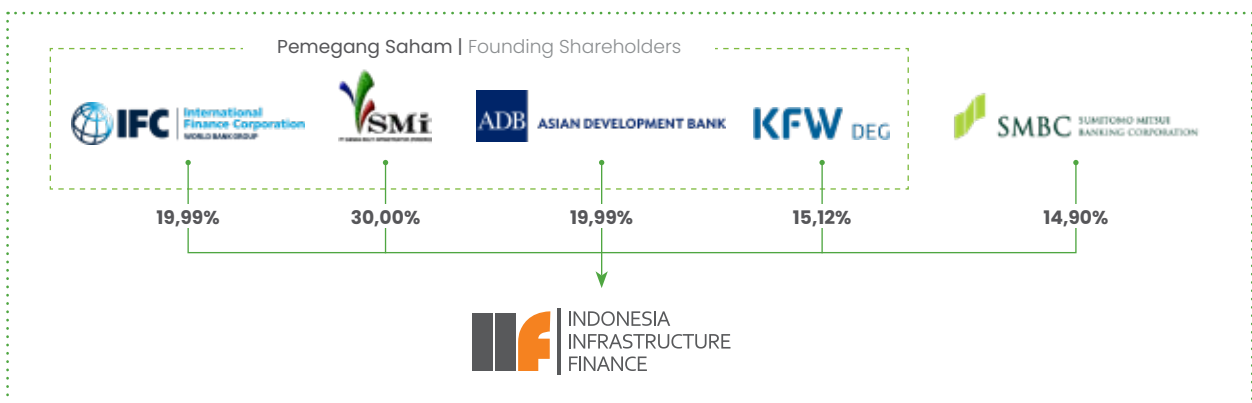 Pemegang Saham | Founding Shareholders
IFC
International
Finance Corporation
WORLD BANK GROUP
SMi
ADB
ASIAN DEVELOPMENT BANK
KFW DEG
SMBC
SUMITOMO MITSUI
BANKING CORPORATION
19,99%
30,00%
19,99%
15,12%
14,90%
IIf
INDONESIA
INFRASTRUCTURE
FINANCE